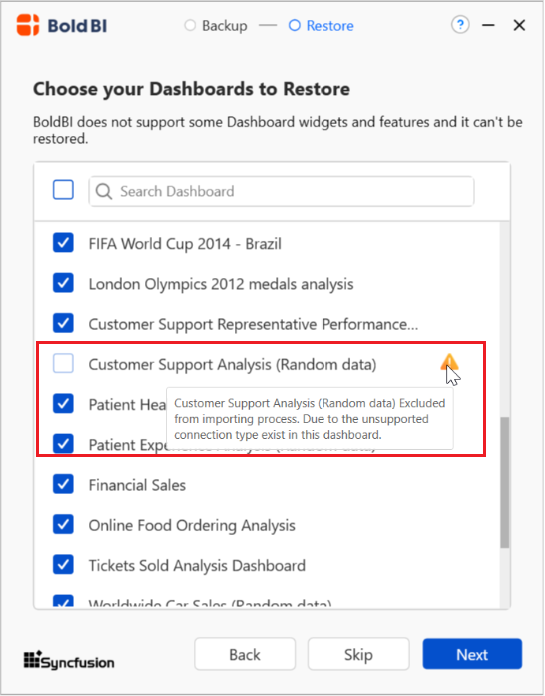 Bold BI
Backup
Restore
?
Choose your Dashboards to Restore
BoldBI does not support some Dashboard widgets and features and it can't be
restored.
Search Dashboard
FIFA World Cup 2014 - Brazil
London Olympics 2012 medals analysis
Customer Support Representative Performance...
Customer Support Analysis (Random data)
Customer Support Analysis (Random data) Excluded
from importing process. Due to the unsupported
connection type exist in this dashboard.
Patient Hea
Patient Experience Analysis (Random data)
Financial Sales
Online Food Ordering Analysis
Tickets Sold Analysis Dashboard
Worldwide Car Sales (Random data)
Syncfusion
Back
Skip
Next